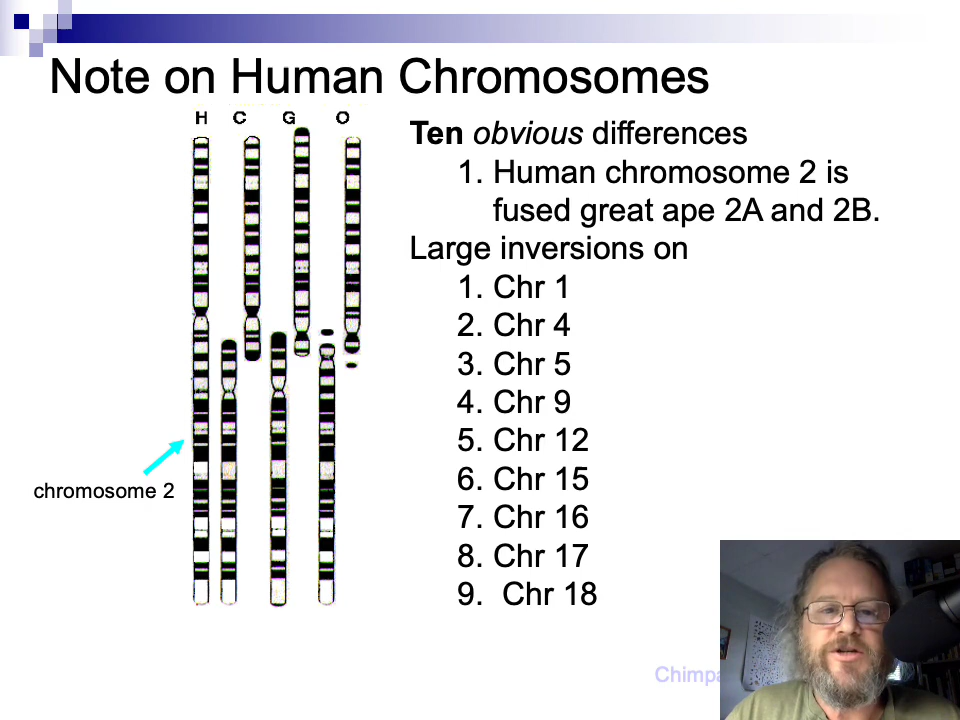 Note on Human Chromosomes
H C G O
Ten obvious differences
1. Human chromosome 2 is
fused great ape 2A and 2B.
Large inversions on
1. Chr 1
2. Chr 4
3. Chr 5
4. Chr 9
5. Chr 12
6. Chr 15
7. Chr 16
8. Chr 17
9. Chr 18
chromosome 2